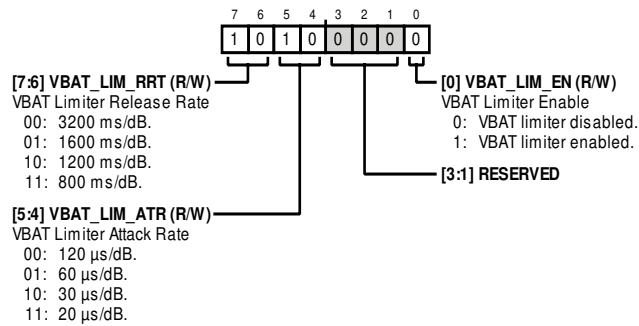 7 6 5 4 3 2 1 0
1 0 1 0 0 0 0 0
[7:6] VBAT_LIM_RRT (R/W)
VBAT Limiter Release Rate
00: 3200 ms/dB.
01: 1600 ms/dB.
10: 1200 ms/dB.
11: 800 ms/dB.
[5:4] VBAT_LIM_ATR (R/W)
VBAT Limiter Attack Rate
00: 120 µs/dB.
01: 60 µs/dB.
10: 30 µs/dB.
11: 20 µs/dB.
[0] VBAT_LIM_EN (R/W)
VBAT Limiter Enable
0: VBAT limiter disabled.
1: VBAT limiter enabled.
[3:1] RESERVED